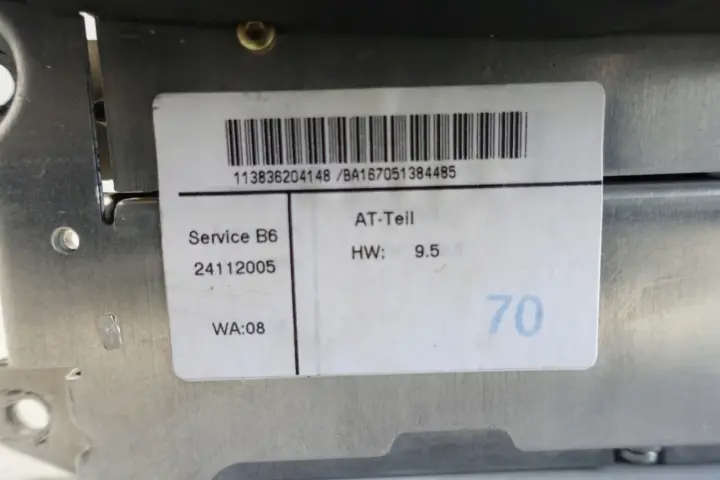 113836204148 /BA167051384485
Service B6
24112005
WA:08
AT-Teil
HW: 9.5
70